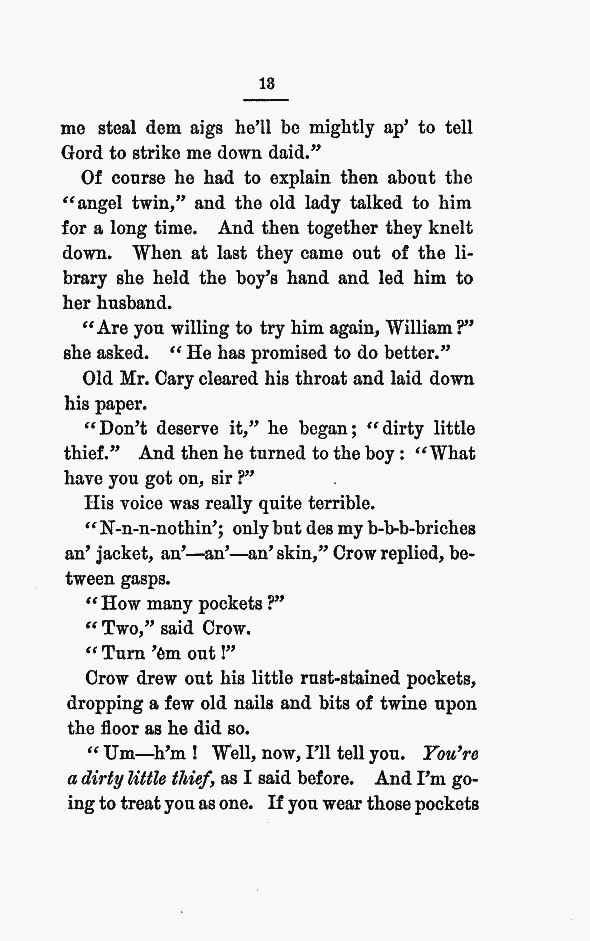 13
me steal dem aigs he'll be mightly ap' to tell
Gord to strike me down daid."
Of course he had to explain then about the
"angel twin," and the old lady talked to him
for a long time. And then together they knelt
down. When at last they came out of the li-
brary she held the boy's hand and led him to
her husband.
"Are you willing to try him again, William?"
she asked. "He has promised to do better."
Old Mr. Cary cleared his throat and laid down
his paper.
"Don't deserve it," he began; "dirty little
thief." And then he turned to the boy: "What
have you got on, sir?"
His voice was really quite terrible.
"N-n-n-nothin'; only but des my b-b-b-briches
an' jacket, an'—an'—an' skin," Crow replied, be-
tween gasps.
"How many pockets?"
"Two," said Crow.
"Turn 'em out!"
Crow drew out his little rust-stained pockets,
dropping a few old nails and bits of twine upon
the floor as he did so.
"Um—h'm! Well, now, I'll tell you. You're
a dirty little thief, as I said before. And I'm go-
ing to treat you as one. If you wear those pockets